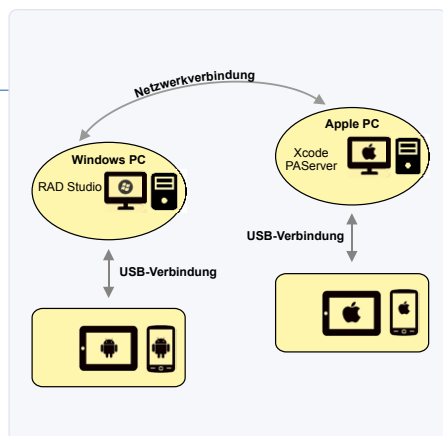 Netzwerkverbindung
Apple PC
Xcode
PAServer
Windows PC
RAD Studio
USB-Verbindung
USB-Verbindung